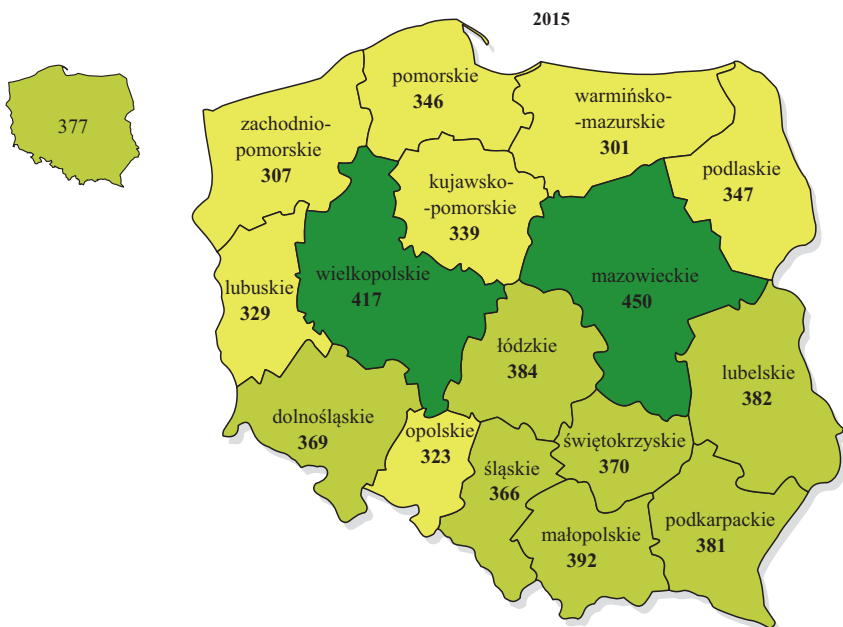 2015
377
pomorskie
346
warmińsko-
-mazurskie
301
zachodnio-
pomorskie
307
podlaskie
347
kujawsko-
-pomorskie
339
wielkopolskie
417
mazowieckie
450
lubuskie
329
łódzkie
384
lubelskie
382
dolnośląskie
369
opolskie
323
świętokrzyskie
370
śląskie
366
małopolskie
392
podkarpackie
381